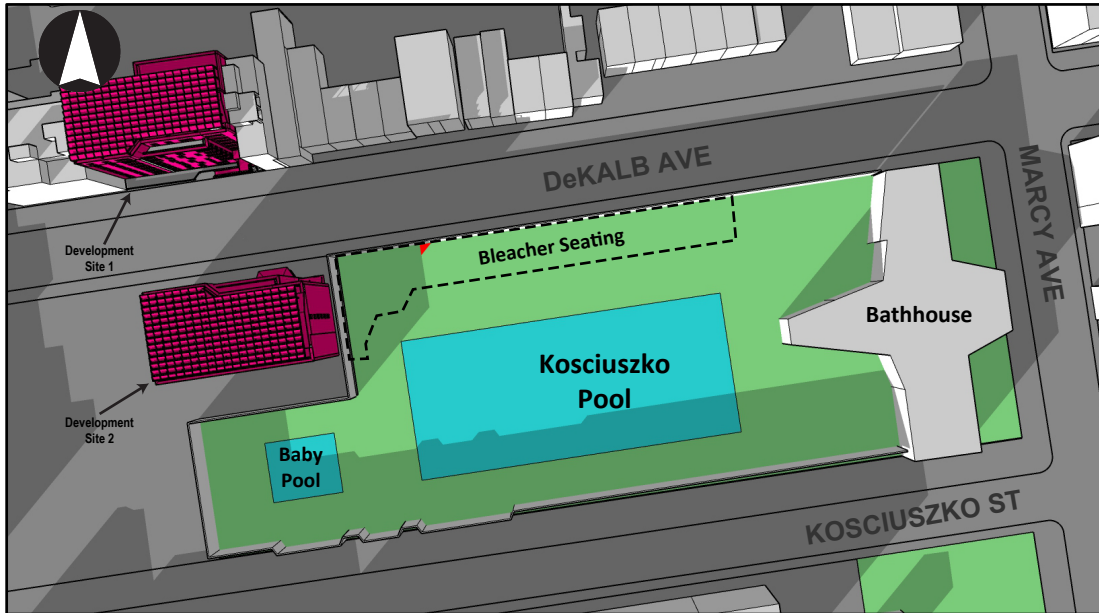 DeKALB AVE
MARCY AVE
Development
Site 1
Bleacher Seating
Bathhouse
Kosciuszko
Pool
Development
Site 2
Baby
Pool
KOSCIUSZKO ST